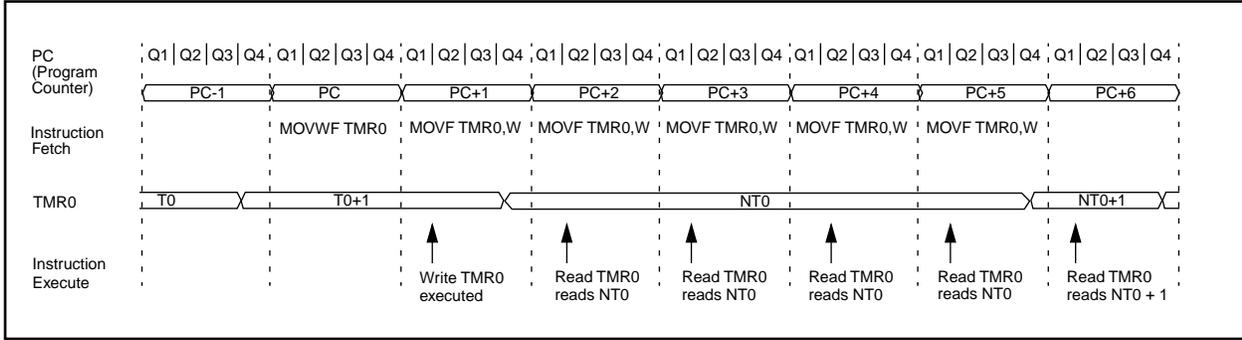 PC
(Program
Counter)
Q1 Q2 Q3 Q4 Q1 Q2 Q3 Q4 Q1 Q2 Q3 Q4 Q1 Q2 Q3 Q4 Q1 Q2 Q3 Q4 Q1 Q2 Q3 Q4 Q1 Q2 Q3 Q4 Q1 Q2 Q3 Q4
PC-1 PC PC+1 PC+2 PC+3 PC+4 PC+5 PC+6
Instruction
Fetch
MOVWF TMR0 MOVF TMR0,W MOVF TMR0,W MOVF TMR0,W MOVF TMR0,W MOVF TMR0,W
TMR0
T0 T0+1 NT0 NT0+1
Instruction
Execute
Write TMR0
executed
Read TMR0
reads NT0
Read TMR0
reads NT0
Read TMR0
reads NT0
Read TMR0
reads NT0
Read TMR0
reads NT0 + 1